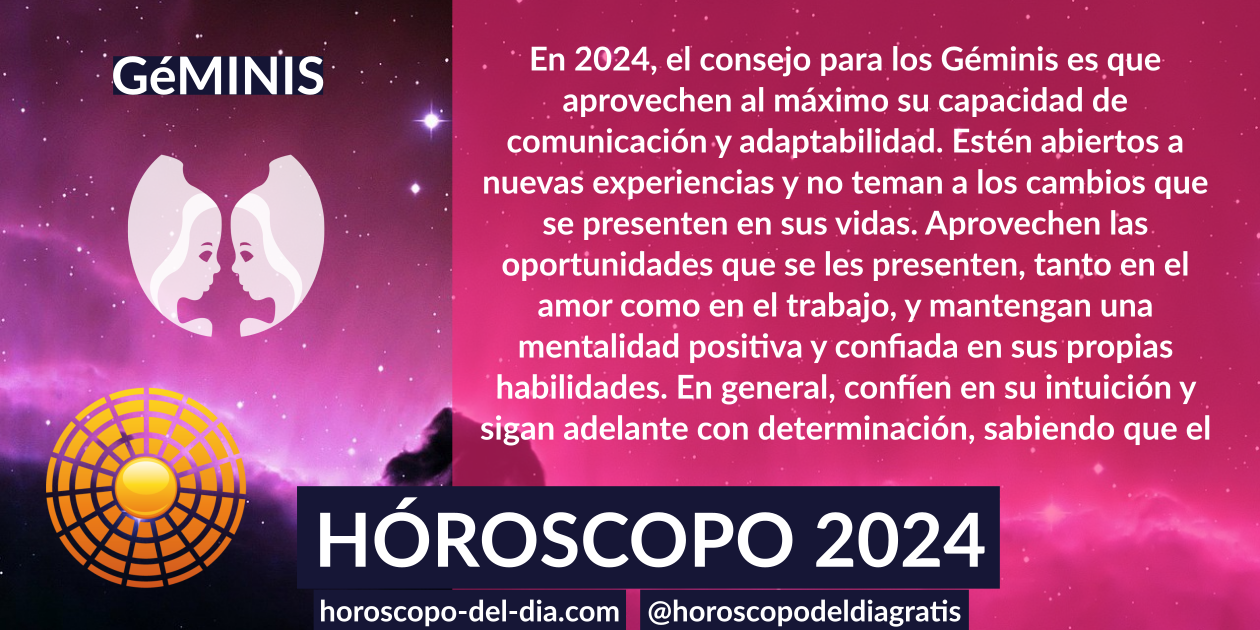 GéMINIS
En 2024, el consejo para los Géminis es que
aprovechen al máximo su capacidad de
comunicación y adaptabilidad. Estén abiertos a
nuevas experiencias y no teman a los cambios que
se presenten en sus vidas. Aprovechen las
oportunidades que se les presenten, tanto en el
amor como en el trabajo, y mantengan una
mentalidad positiva y confiada en sus propias
habilidades. En general, confíen en su intuición y
sigan adelante con determinación, sabiendo que el
HÓROSCOPO 2024
horoscopo-del-dia.com
@horoscopodeldiagratis